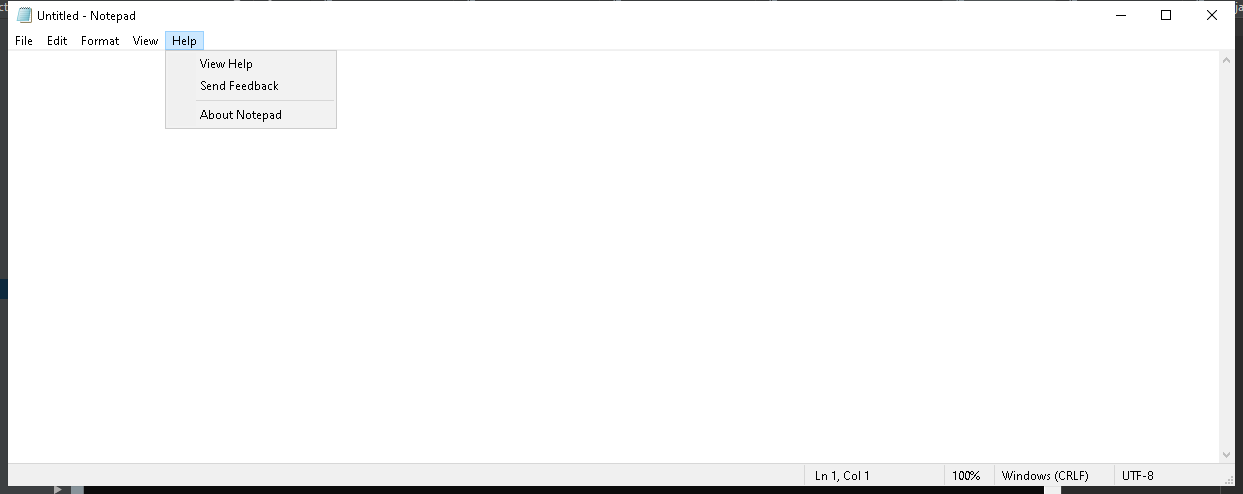 Untitled - Notepad
File Edit Format View Help
View Help
Send Feedback
About Notepad
Ln 1, Col 1 100% Windows (CRLF) UTF-8